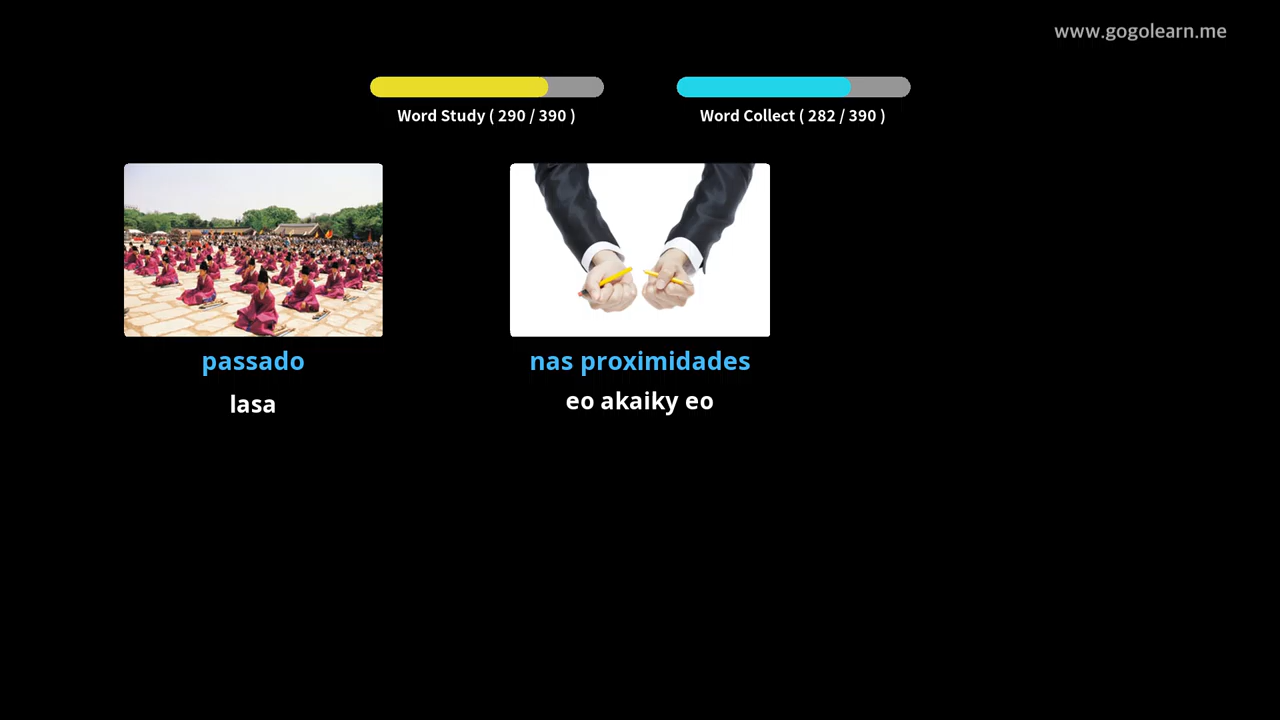 www.gogolearn.me
Word Study ( 290 / 390 )
Word Collect ( 282 / 390 )
passado
nas proximidades
lasa
eo akaiky eo